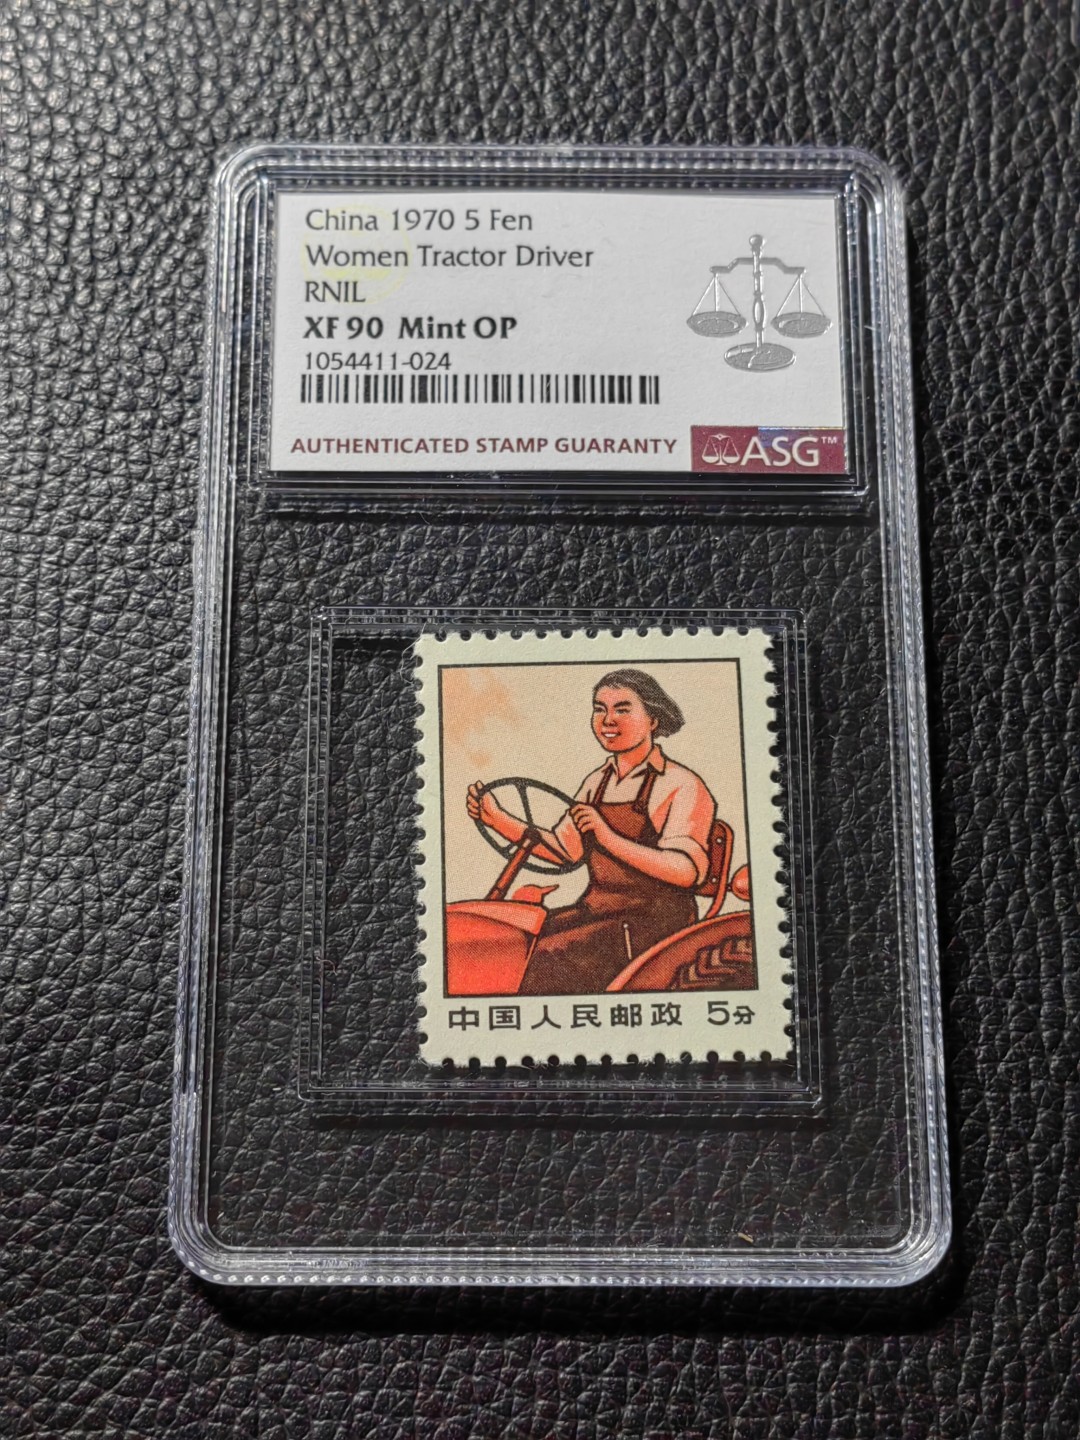 China 1970 5 Fen
Women Tractor Driver
RNIL
XF 90 Mint OP
1054411-024
AUTHENTICATED STAMP GUARANTY
ASG™
中国人民邮政 5分